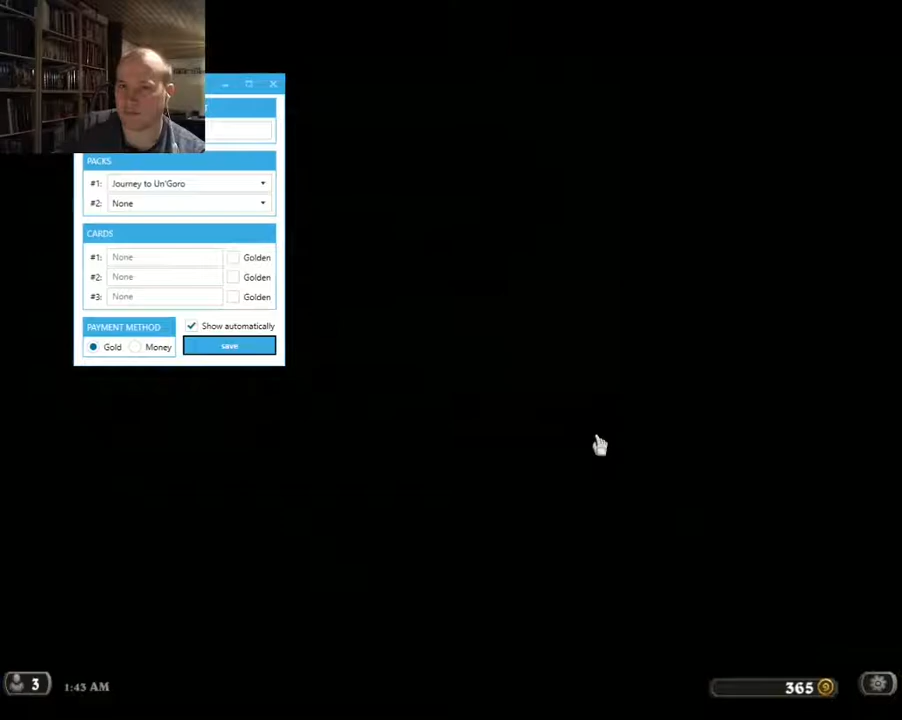 PACKS
#1: Journey to Un'Goro
#2: None
CARDS
#1: None Golden
#2: None Golden
#3: None Golden
PAYMENT METHOD
Show automatically
Gold Money
save
3
1:43 AM
365